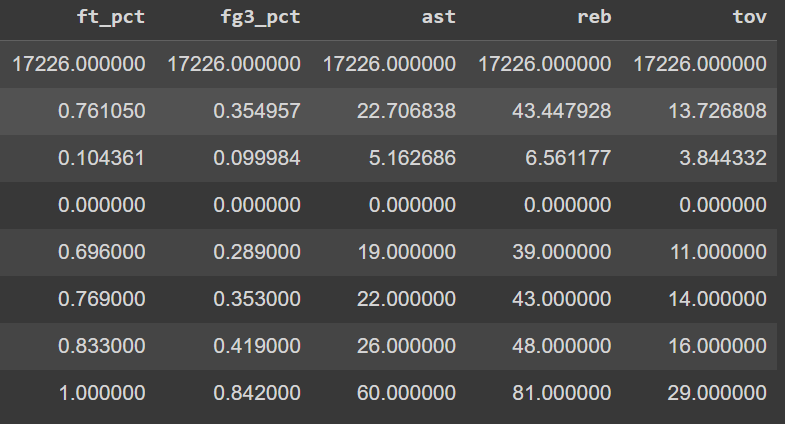 ft_pct fg3_pct ast reb tov
17226.000000 17226.000000 17226.000000 17226.000000 17226.000000
0.761050 0.354957 22.706838 43.447928 13.726808
0.104361 0.099984 5.162686 6.561177 3.844332
0.000000 0.000000 0.000000 0.000000 0.000000
0.696000 0.289000 19.000000 39.000000 11.000000
0.769000 0.353000 22.000000 43.000000 14.000000
0.833000 0.419000 26.000000 48.000000 16.000000
1.000000 0.842000 60.000000 81.000000 29.000000